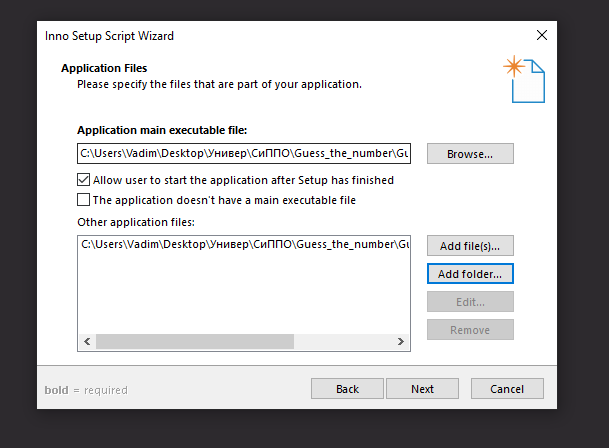 Inno Setup Script Wizard
Application Files
Please specify the files that are part of your application.
Application main executable file:
C:\Users\Vadim\Desktop\Универ\СиППО\Guess_the_number\Gu
Browse...
Allow user to start the application after Setup has finished
The application doesn't have a main executable file
Other application files:
C:\Users\Vadim\Desktop\Универ\СиППО\Guess_the_number\Gu
Add file(s)...
Add folder...
Edit...
Remove
bold = required
Back
Next
Cancel